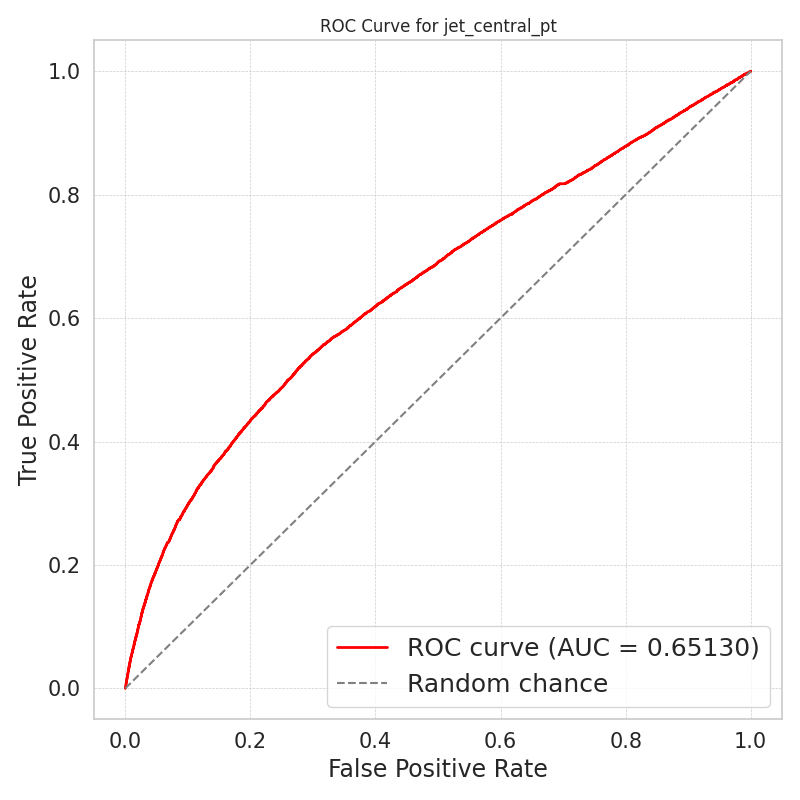 ROC Curve for jet_central_pt
1.0
0.8
0.6
0.4
0.2
0.0
True Positive Rate
ROC curve (AUC = 0.65130)
Random chance
0.0 0.2 0.4 0.6 0.8 1.0
False Positive Rate